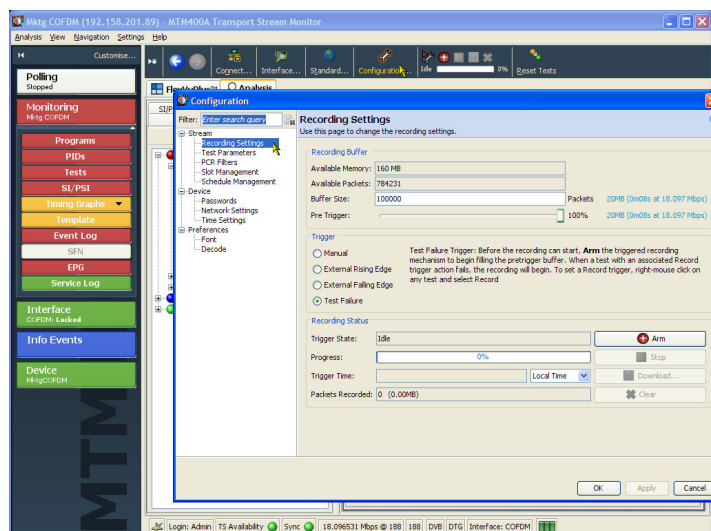 Mktg COFDM (192.158.201.89) - MTM400A Transport Stream Monitor
Analysis View Navigation Settings Help
Customise...
Connect... Interface... Standard... Configuration... Idle 0% Reset Tests
Polling
Stopped
Monitoring
Mktg COFDM
Programs
PIDs
Tests
SI/PSI
Timing Graphs
Template
Event Log
SFN
EPG
Service Log
Interface
COFDM: Locked
Info Events
Device
MktgCOFDM
MTM
Analysis
Configuration
Filter: Enter search query
Stream
Recording Settings
Test Parameters
PCR Filters
Slot Management
Schedule Management
Device
Passwords
Network Settings
Time Settings
Preferences
Font
Decode
Recording Settings
Use this page to change the recording settings.
Recording Buffer
Available Memory: 160 MB
Available Packets: 784231
Buffer Size: 100000 Packets 20MB (0m08s at 18.097 Mbps)
Pre Trigger: 100% 20MB (0m08s at 18.097 Mbps)
Trigger
Manual
External Rising Edge
External Falling Edge
Test Failure
Test Failure Trigger: Before the recording can start, Arm the triggered recording
mechanism to begin filling the pretrigger buffer. When a test with an associated Record
trigger action fails, the recording will begin. To set a Record trigger, right-mouse click on
any test and select Record
Recording Status
Trigger State: Idle Arm
Progress: 0% Stop
Trigger Time: Local Time Download...
Packets Recorded: 0 (0.00MB) Clear
OK Apply Cancel
Login: Admin TS Availability Sync 18.096531 Mbps @ 188 188 DVB DTG Interface: COFDM